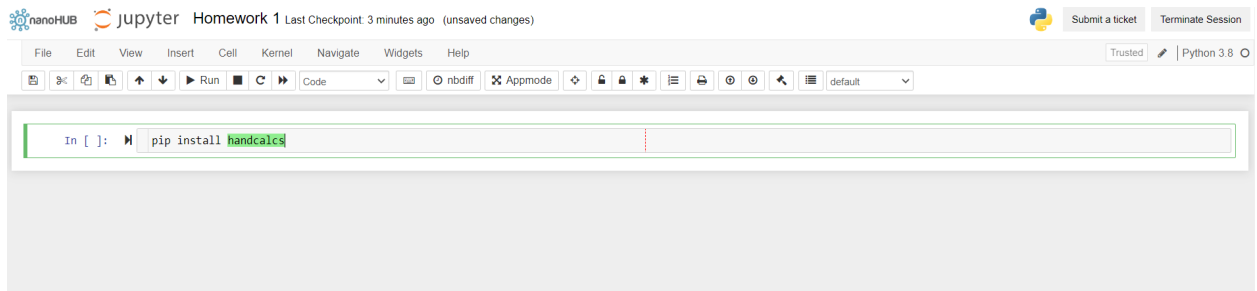 nanoHUB jupyter Homework 1 Last Checkpoint: 3 minutes ago (unsaved changes) Submit a ticket Terminate Session
File Edit View Insert Cell Kernel Navigate Widgets Help Trusted Python 3.8
Run Code nbdiff Appmode default
In [ ]: pip install handcalcs